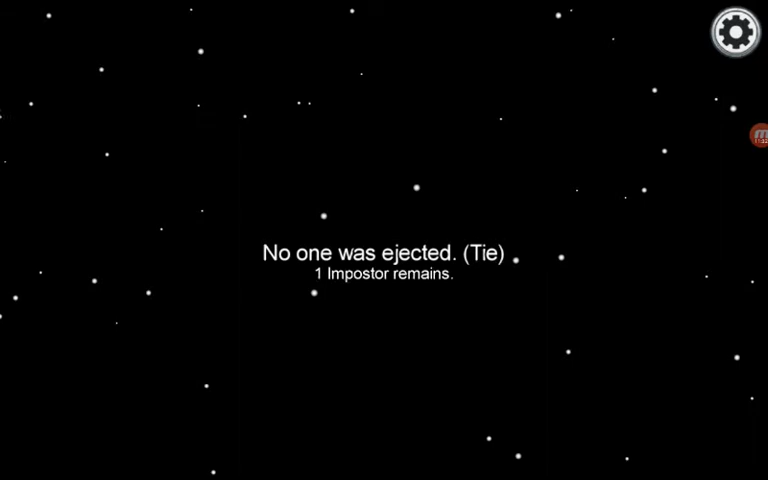 No one was ejected. (Tie)
1 Impostor remains.